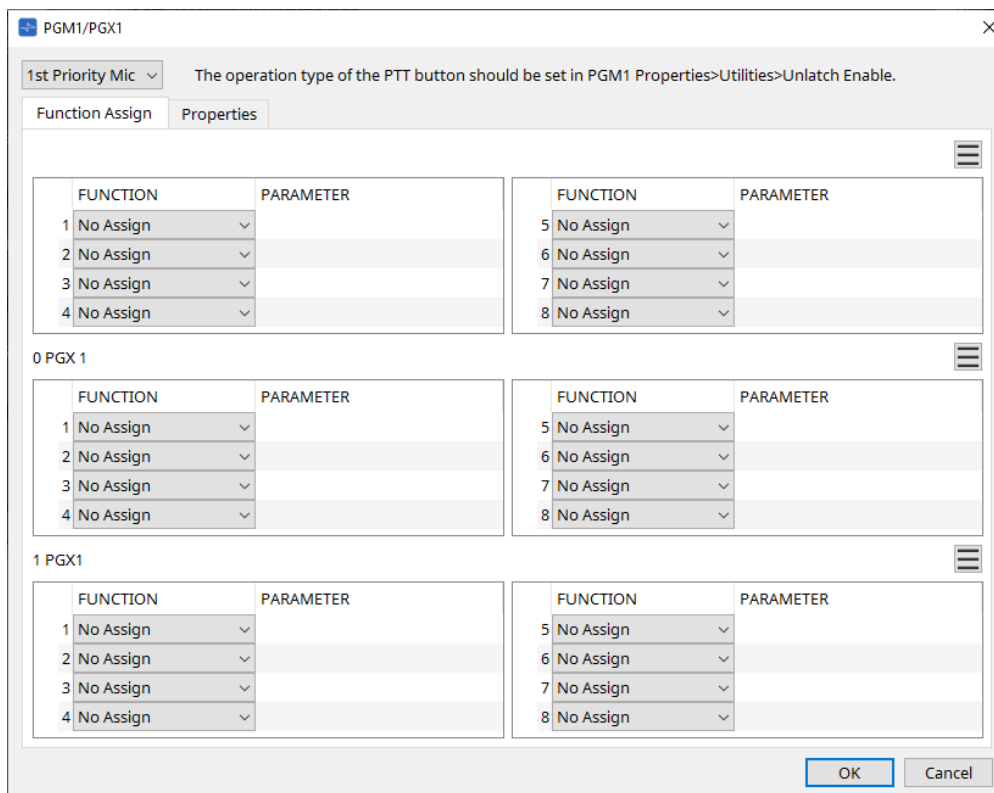 PGM1/PGX1
1st Priority Mic The operation type of the PTT button should be set in PGM1 Properties>Utilities>Unlatch Enable.
Function Assign Properties
FUNCTION PARAMETER FUNCTION PARAMETER
1 No Assign 5 No Assign
2 No Assign 6 No Assign
3 No Assign 7 No Assign
4 No Assign 8 No Assign
0 PGX 1
FUNCTION PARAMETER FUNCTION PARAMETER
1 No Assign 5 No Assign
2 No Assign 6 No Assign
3 No Assign 7 No Assign
4 No Assign 8 No Assign
1 PGX1
FUNCTION PARAMETER FUNCTION PARAMETER
1 No Assign 5 No Assign
2 No Assign 6 No Assign
3 No Assign 7 No Assign
4 No Assign 8 No Assign
OK Cancel